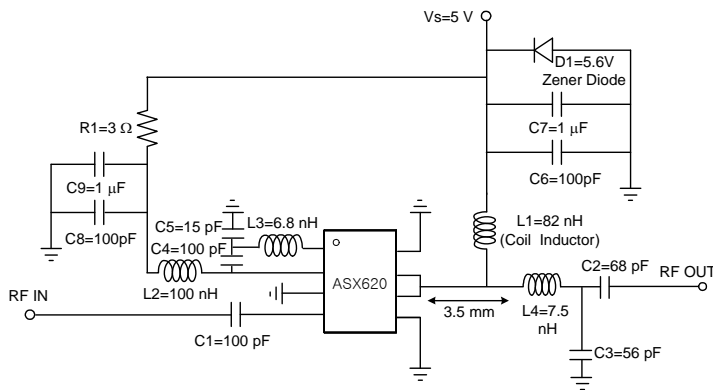 Vs=5 V
D1=5.6V
Zener Diode
R1=3 Ω
C7=1 μF
C9=1 μF
C6=100pF
C5=15 pF
L3=6.8 nH
C8=100pF
C4=100 pF
L1=82 nH
(Coil Inductor)
ASX620
C2=68 pF
RF OUT
L2=100 nH
RF IN
3.5 mm
L4=7.5
nH
C1=100 pF
C3=56 pF